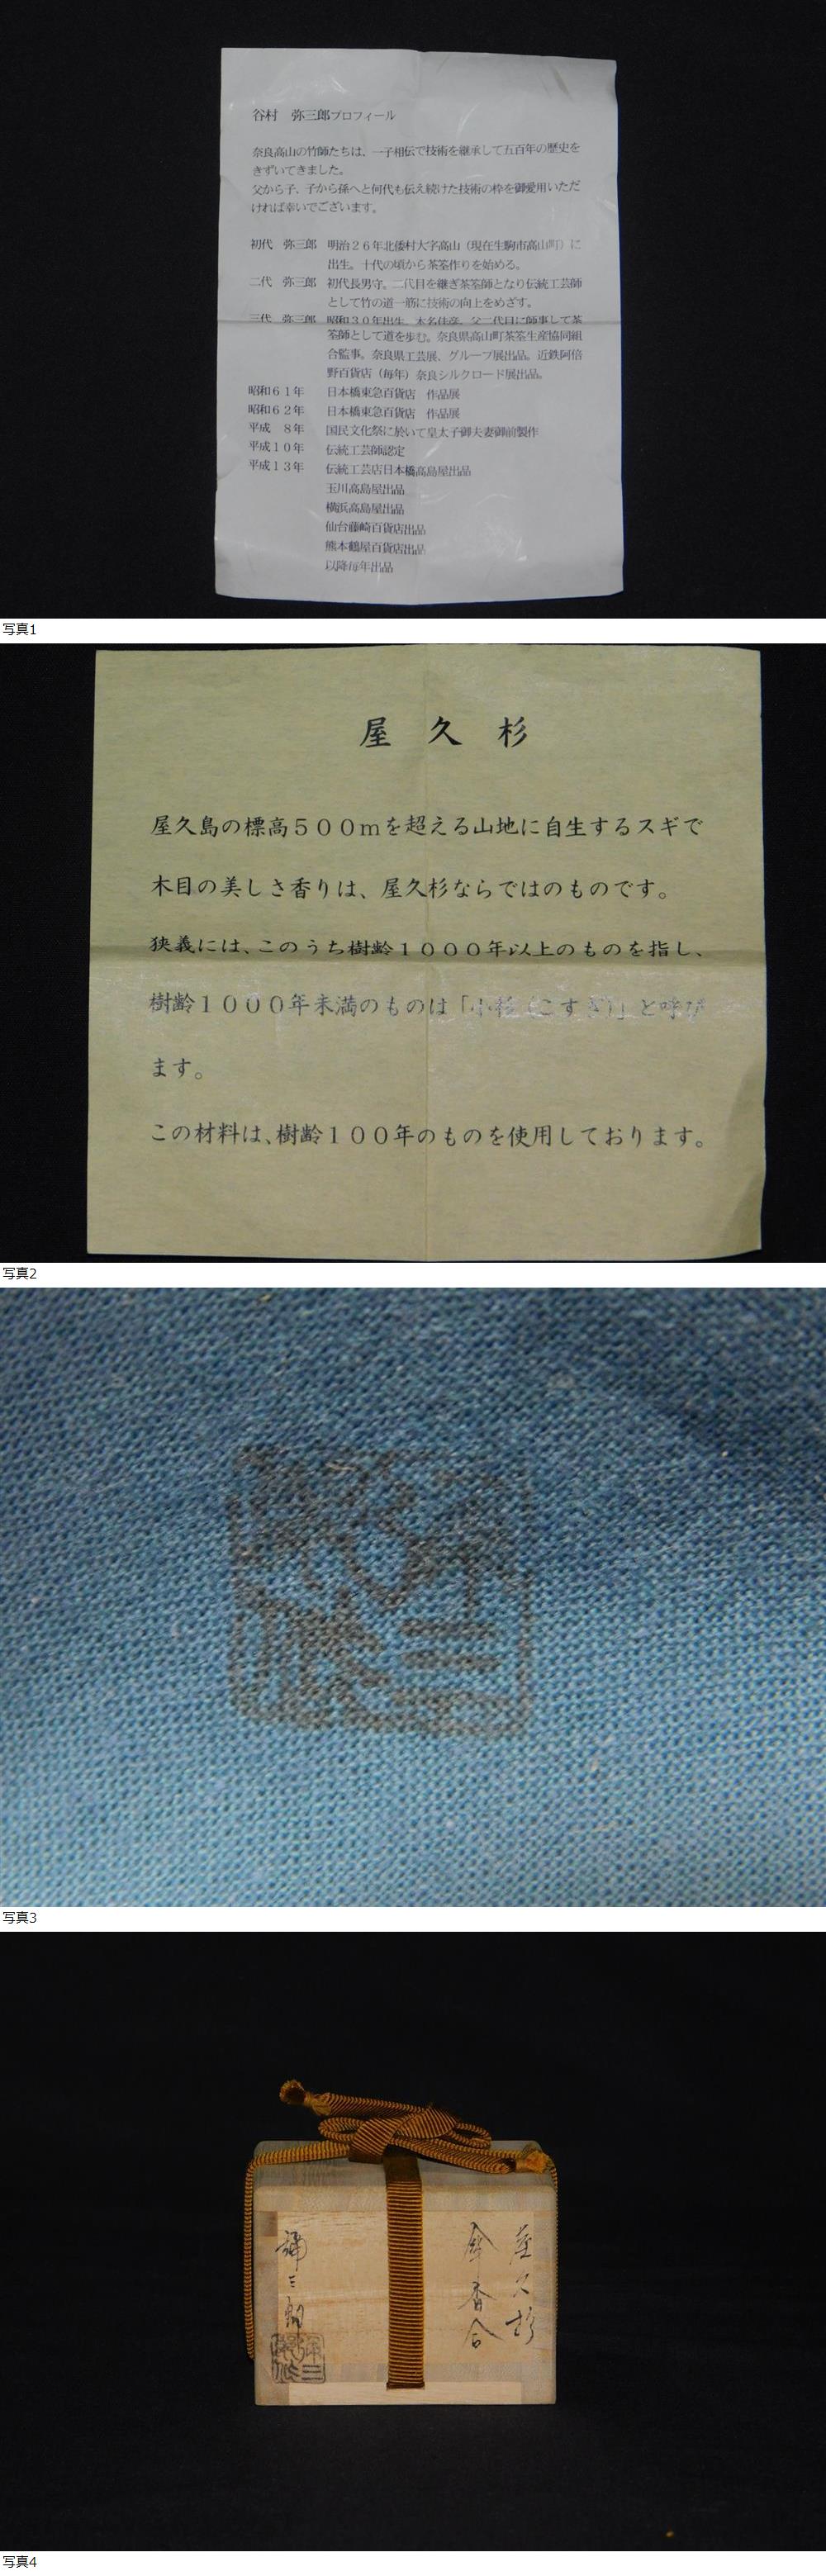 谷村　弥三郎プロフィール
奈良高山の竹師たちは、一子相伝で技術を継承して五百年の歴史を
きずいてきました。
父から子、子から孫へと何代も伝え続けた技術の粋を御愛用いただ
ければ幸いでございます。
初代　弥三郎　明治２６年北倭村大字高山（現在生駒市高山町）に
出生。十代の頃から茶筌作りを始める。
二代　弥三郎　初代長男守。二代目を継ぎ茶筌師となり伝統工芸師
として竹の道一筋に技術の向上をめざす。
三代　弥三郎　昭和３０年出生。本名佳彦。父二代目に師事して茶
筌師として道を歩む。奈良県高山町茶筌生産協同組
合監事。奈良県工芸展、グループ展出品。近鉄阿倍
野百貨店（毎年）奈良シルクロード展出品。
昭和６１年　日本橋東急百貨店　作品展
昭和６２年　日本橋東急百貨店　作品展
平成　８年　国民文化祭に於いて皇太子御夫妻御前製作
平成１０年　伝統工芸師認定
平成１３年　伝統工芸店日本橋高島屋出品
玉川高島屋出品
横浜高島屋出品
仙台藤崎百貨店出品
熊本鶴屋百貨店出品
以降毎年出品
写真1
屋久杉
屋久島の標高５００ｍを超える山地に自生するスギで
木目の美しさ香りは、屋久杉ならではのものです。
狭義には、このうち樹齢１０００年以上のものを指し、
樹齢１０００年未満のものは「小杉（こすぎ）」と呼び
ます。
この材料は、樹齢１００年のものを使用しております。
写真2
写真3
屋久杉
傘香合
弥三郎
写真4